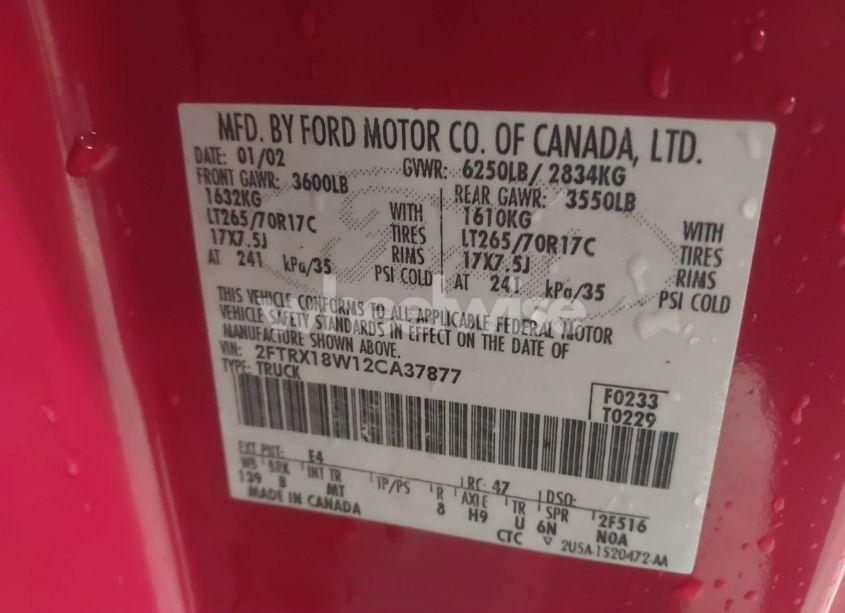 MFD. BY FORD MOTOR CO. OF CANADA, LTD.
DATE: 01/02 GVWR: 6250LB/ 2834KG
FRONT GAWR: 3600LB REAR GAWR: 3550LB
1632KG WITH 1610KG WITH
LT265/70R17C TIRES LT265/70R17C TIRES
17X7.5J RIMS 17X7.5J RIMS
AT 241 kPa/35 PSI COLD AT 241 kPa/35 PSI COLD
THIS VEHICLE CONFORMS TO ALL APPLICABLE FEDERAL MOTOR
VEHICLE SAFETY STANDARDS IN EFFECT ON THE DATE OF
MANUFACTURE SHOWN ABOVE.
VIN: 2FTRX18W12CA37877
TYPE: TRUCK
F0233
T0229
EXT PNT: E4 RC: 47 DSO:
WB BRK INT TR TP/PS R AXLE TR SPR 2F516
139 B MT 8 H9 U 6N NOA
MADE IN CANADA CTC ▽ 2U5A-1520472-AA